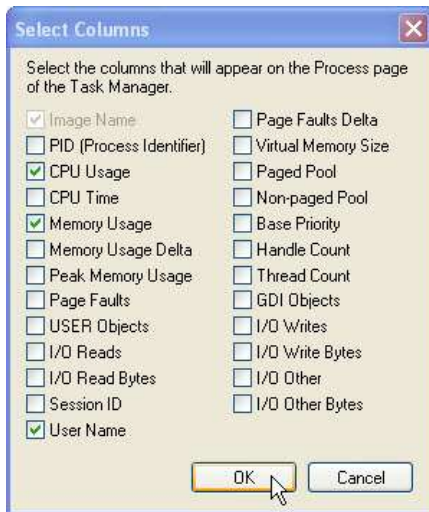 Select Columns
Select the columns that will appear on the Process page
of the Task Manager.
Image Name
PID (Process Identifier)
CPU Usage
CPU Time
Memory Usage
Memory Usage Delta
Peak Memory Usage
Page Faults
USER Objects
I/O Reads
I/O Read Bytes
Session ID
User Name
Page Faults Delta
Virtual Memory Size
Paged Pool
Non-paged Pool
Base Priority
Handle Count
Thread Count
GDI Objects
I/O Writes
I/O Write Bytes
I/O Other
I/O Other Bytes
OK
Cancel